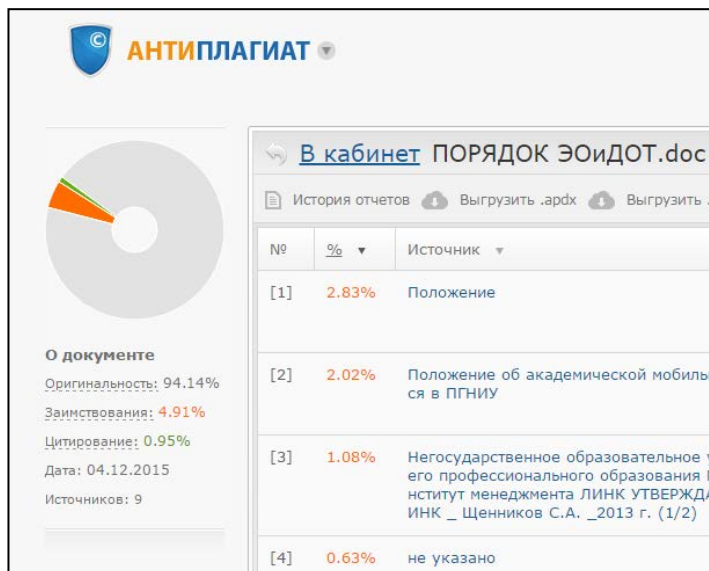 © АНТИПЛАГИАТ
В кабинет ПОРЯДОК ЭОиДОТ.doc
История отчетов Выгрузить .apdx Выгрузить
№ % Источник
[1] 2.83% Положение
О документе
Оригинальность: 94.14%
Заимствования: 4.91%
Цитирование: 0.95%
Дата: 04.12.2015
Источников: 9
[2] 2.02% Положение об академической
ся в ПГНИУ
[3] 1.08% Негосударственное образовательное
его профессионального образования
нститут менеджмента ЛИНК
ИНК _ Щенников С.А. _2013 г. (1/2)
[4] 0.63% не указано